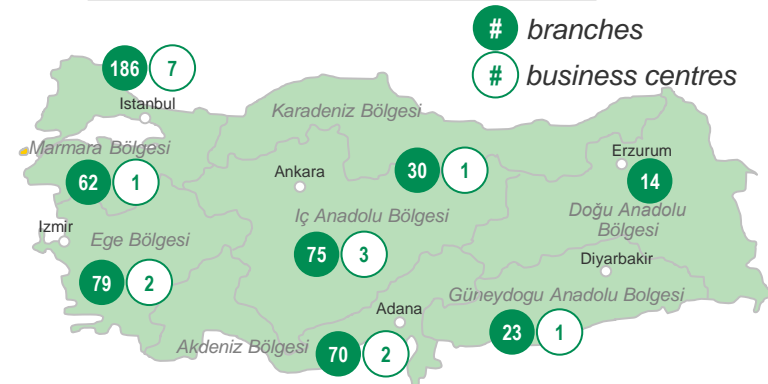 # branches
# business centres
186 7
Istanbul
Karadeniz Bölgesi
Marmara Bölgesi
62 1
Ankara
30 1
Erzurum
14
Doğu Anadolu
Bölgesi
Izmir
Ege Bölgesi
79 2
Iç Anadolu Bölgesi
75 3
Diyarbakir
Güneydogu Anadolu Bolgesi
23 1
Adana
Akdeniz Bölgesi
70 2